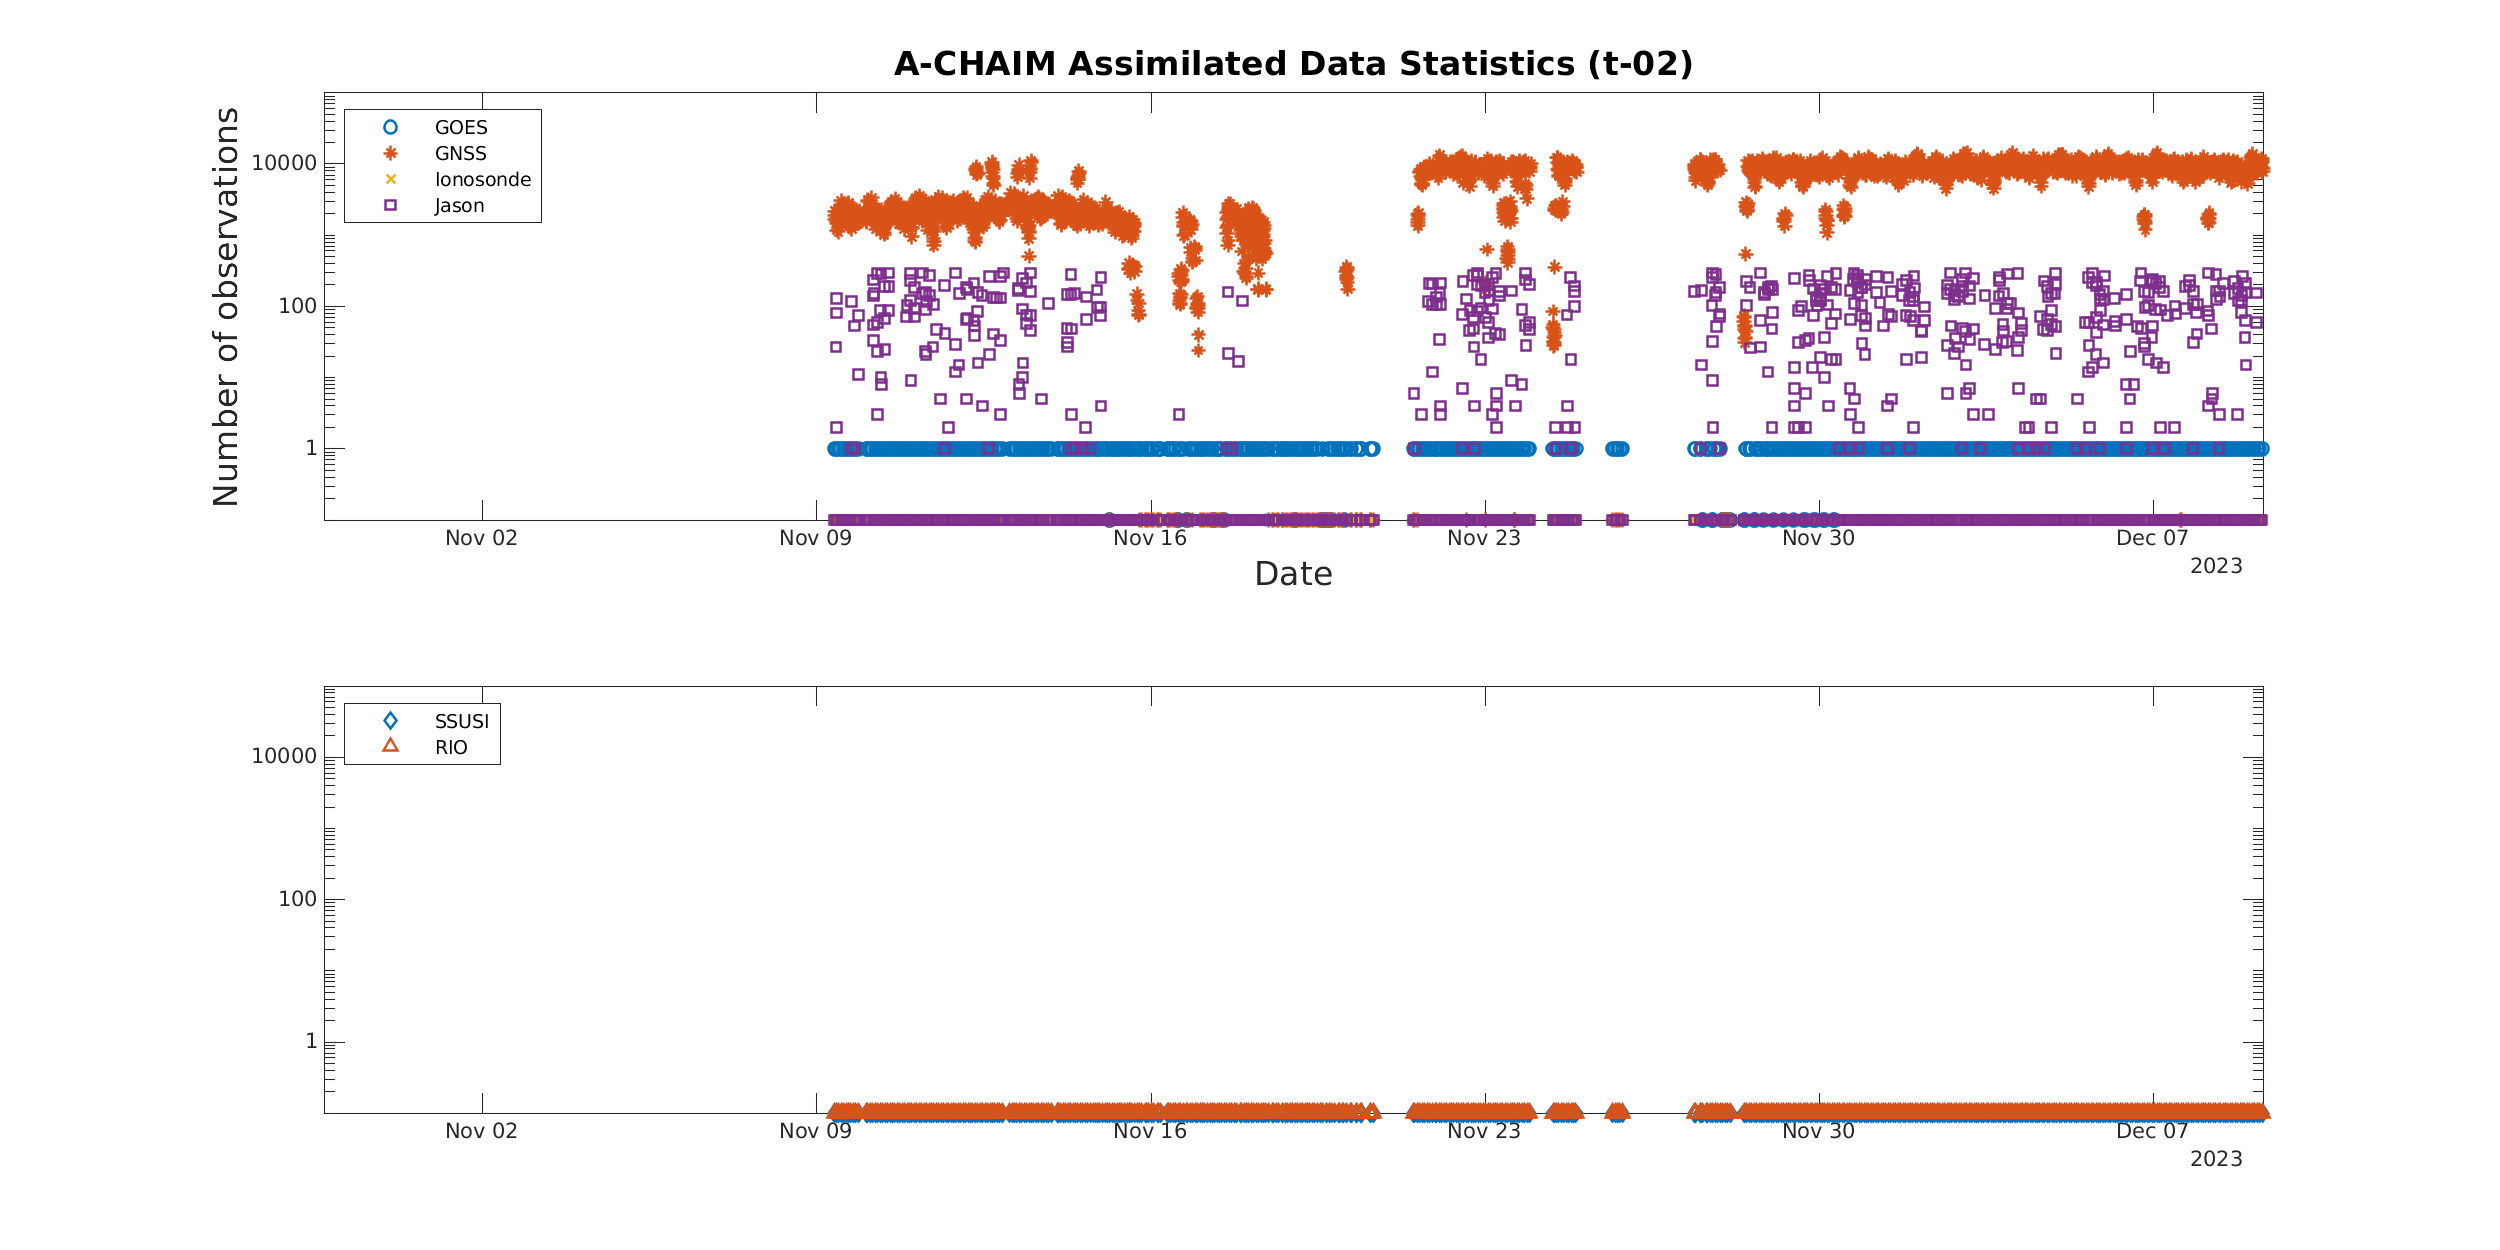 A-CHAIM Assimilated Data Statistics (t-02)
Number of observations
GOES
GNSS
Ionosonde
Jason
10000
100
1
Nov 02 Nov 09 Nov 16 Nov 23 Nov 30 Dec 07
2023
Date
SSUSI
RIO
10000
100
1
Nov 02 Nov 09 Nov 16 Nov 23 Nov 30 Dec 07
2023